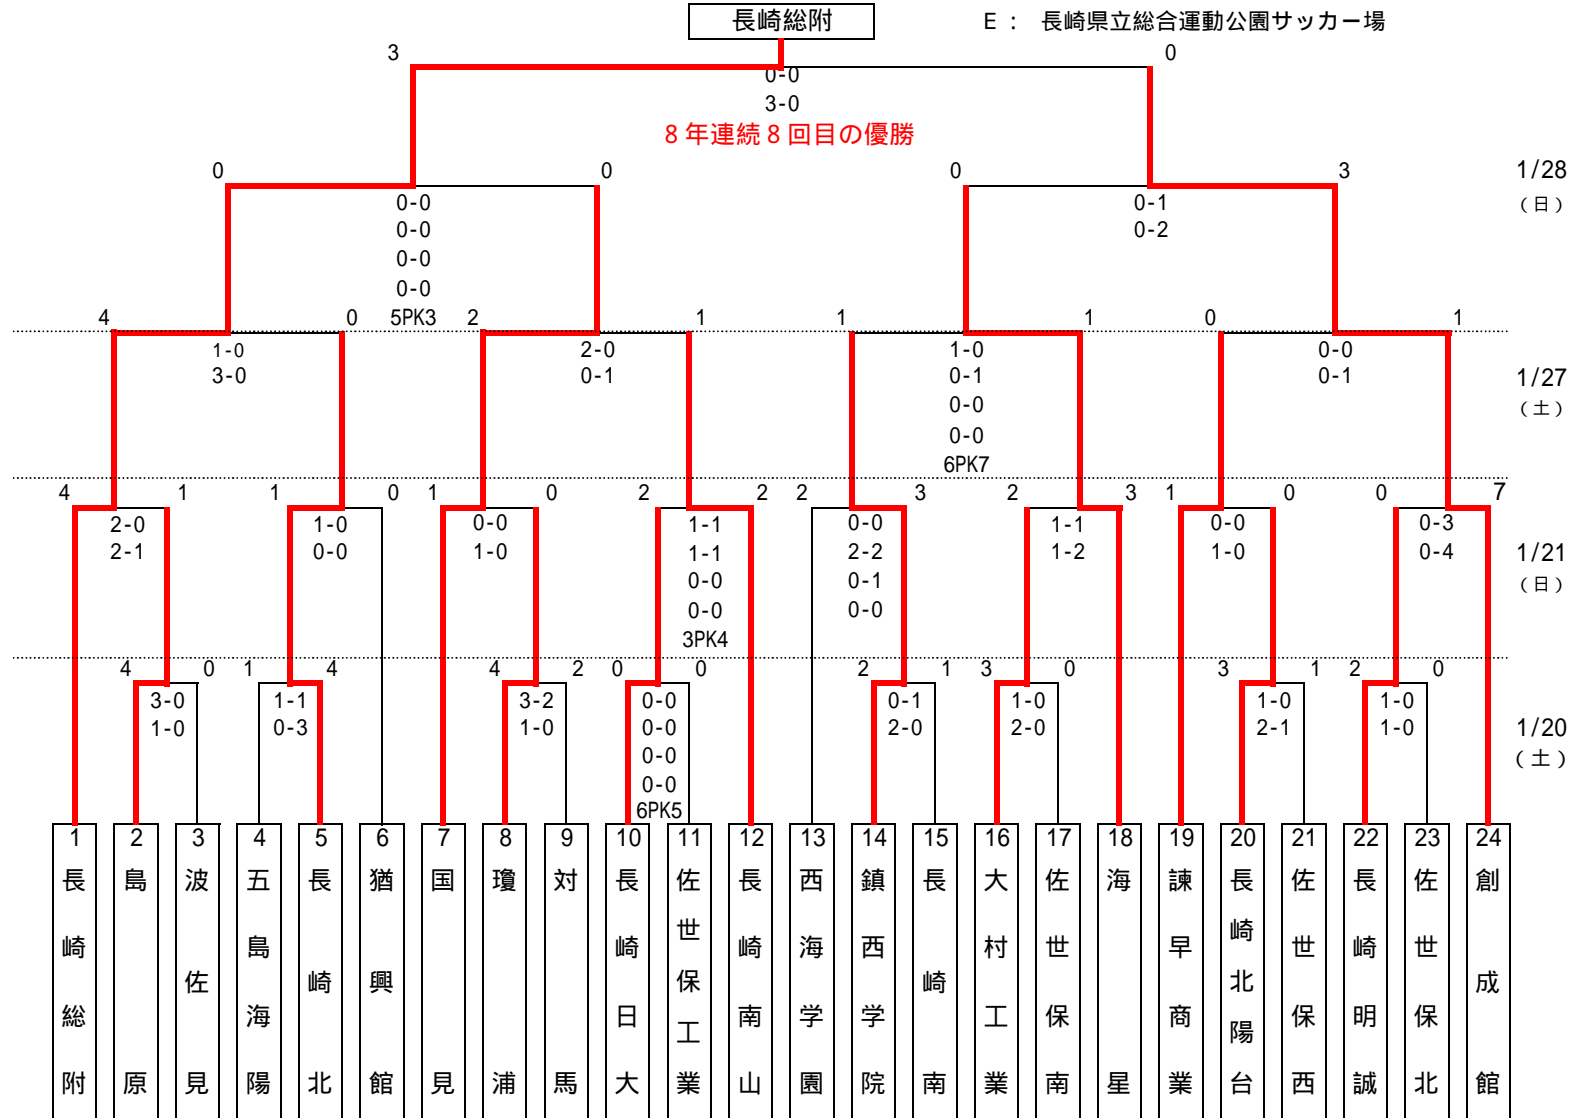 長崎総附
E： 長崎県立総合運動公園サッカー場
3 0
0-0
3-0
8年連続8回目の優勝
0 0 0 3 1/28
（日）
0-0 0-1
0-0 0-2
0-0
0-0
5PK3
4 0 2 1 1 1 0 1
1-0 2-0 1-0 0-0
3-0 0-1 0-1 0-1 1/27
（土）
0-0
0-0
6PK7
4 1 1 0 1 0 2 2 2 3 2 3 1 0 0 7
2-0 1-0 0-0 1-1 0-0 1-1 0-0 0-3
2-1 0-0 1-0 1-1 2-2 1-2 1-0 0-4 1/21
（日）
0-0 0-1
0-0 0-0
3PK4
4 0 1 4 4 2 0 0 2 1 3 0 3 1 2 0
3-0 1-1 3-2 0-0 0-1 1-0 1-0 1-0
1-0 0-3 1-0 0-0 2-0 2-0 2-1 1-0 1/20
（土）
0-0
0-0
6PK5
1 長崎総附
2 島原
3 波佐見
4 五島海陽
5 長崎北
6 猶興館
7 国見
8 瓊浦
9 対馬
10 長崎日大
11 佐世保工業
12 長崎南山
13 西海学園
14 鎮西学院
15 長崎南
16 大村工業
17 佐世保南
18 海星
19 諫早商業
20 長崎北陽台
21 佐世保西
22 長崎明誠
23 佐世保北
24 創成館